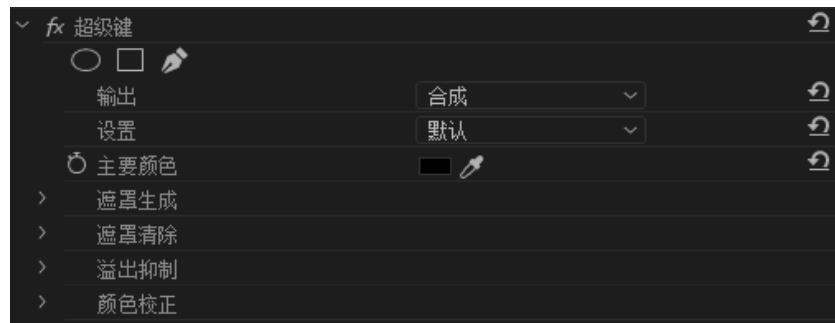 fx 超级键
输出 合成
设置 默认
主要颜色
遮罩生成
遮罩清除
溢出抑制
颜色校正